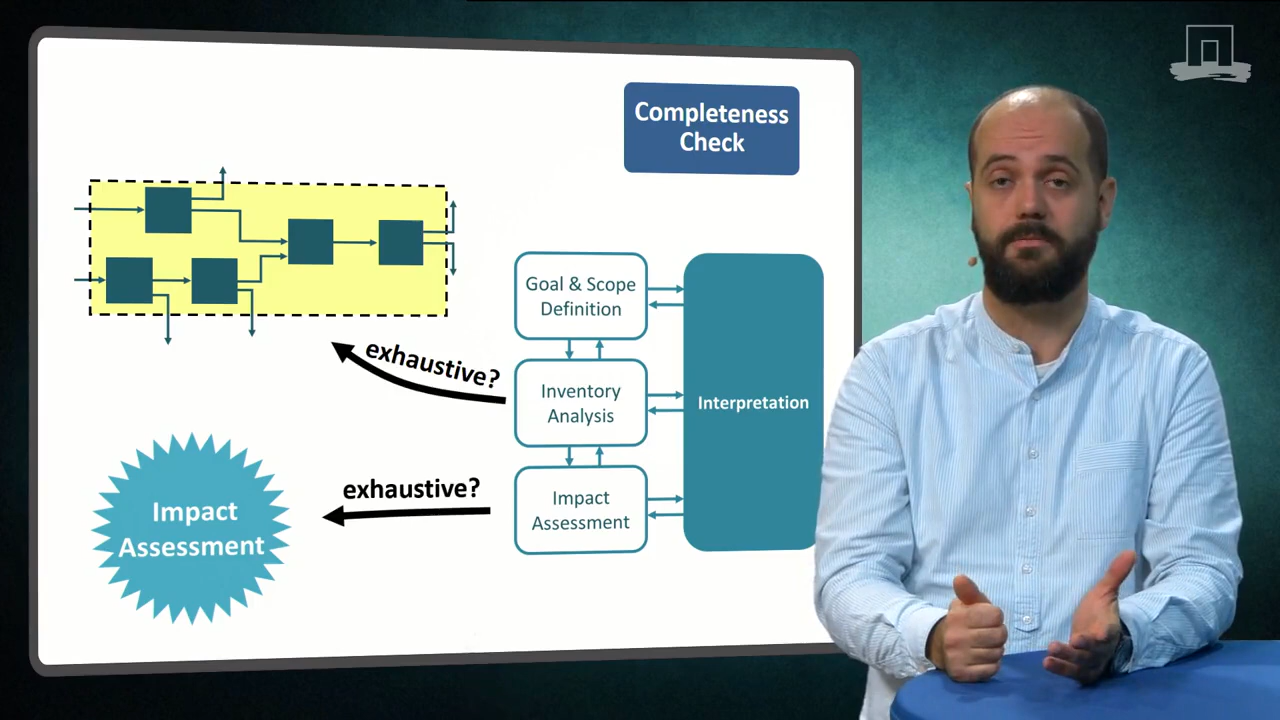 Completeness
Check
exhaustive?
Goal & Scope
Definition
Inventory
Analysis
Interpretation
exhaustive?
Impact
Assessment
Impact
Assessment